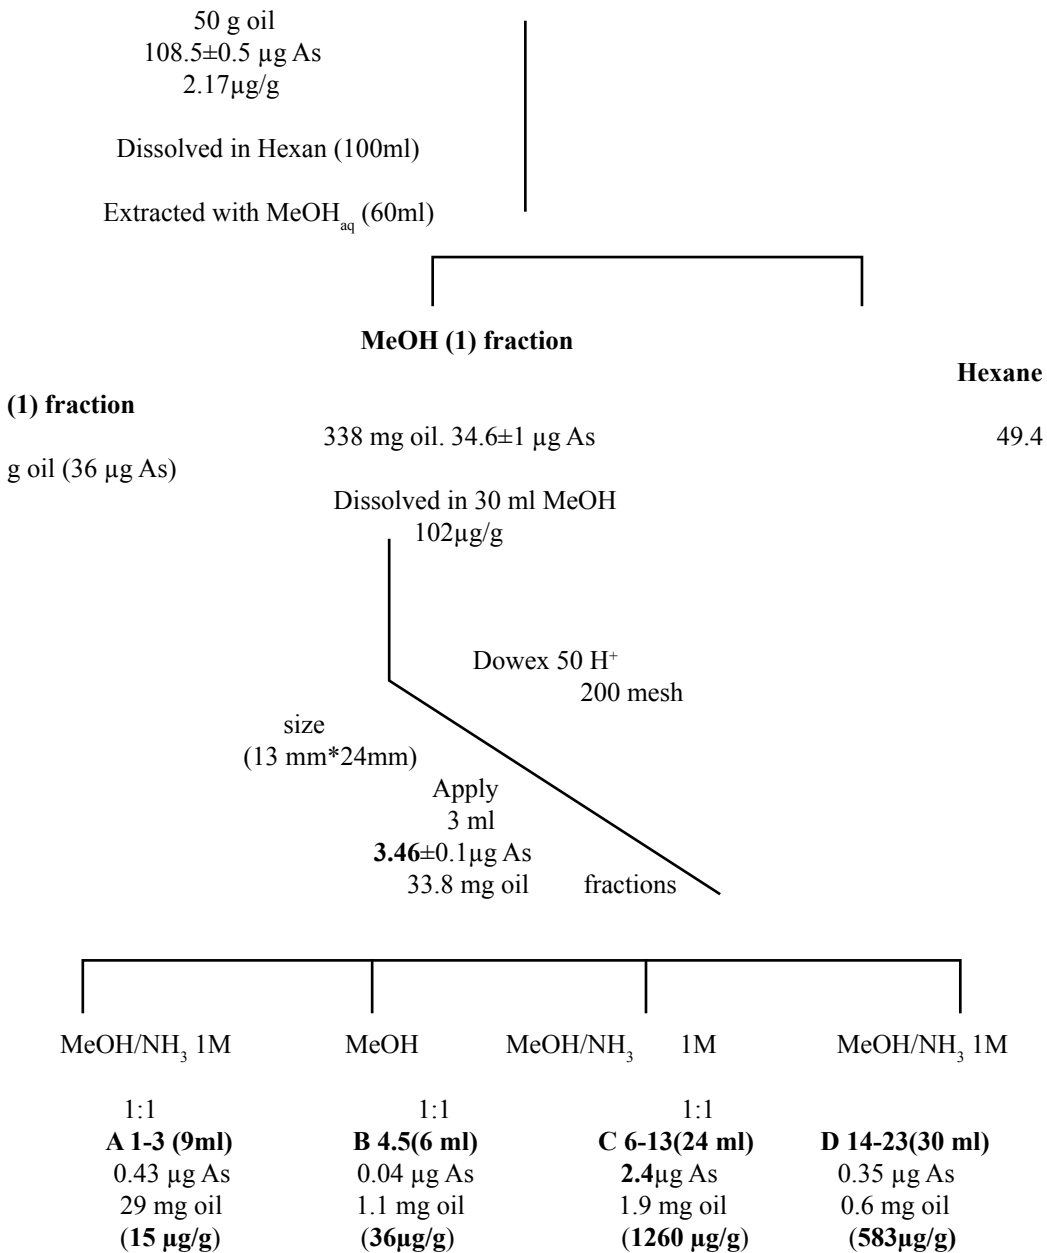 50 g oil
108.5±0.5 µg As
2.17µg/g
Dissolved in Hexan (100ml)
Extracted with MeOHaq (60ml)
MeOH (1) fraction
Hexane
(1) fraction
338 mg oil. 34.6±1 µg As 49.4
g oil (36 µg As)
Dissolved in 30 ml MeOH
102µg/g
Dowex 50 H+
200 mesh
size
(13 mm*24mm)
Apply
3 ml
3.46±0.1µg As
33.8 mg oil fractions
MeOH/NH3 1M MeOH MeOH/NH3 1M MeOH/NH3 1M
1:1 1:1 1:1
A 1-3 (9ml) B 4.5(6 ml) C 6-13(24 ml) D 14-23(30 ml)
0.43 µg As 0.04 µg As 2.4µg As 0.35 µg As
29 mg oil 1.1 mg oil 1.9 mg oil 0.6 mg oil
(15 µg/g) (36µg/g) (1260 µg/g) (583µg/g)